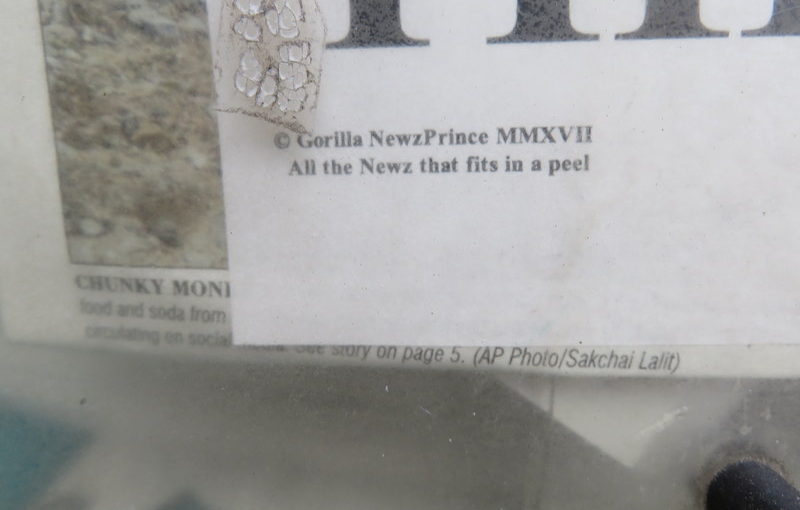 © Gorilla NewzPrince MMXVII
All the Newz that fits in a peel
CHUNKY MON
food and soda from
circulating on social
See story on page 5. (AP Photo/Sakchai Lalit)